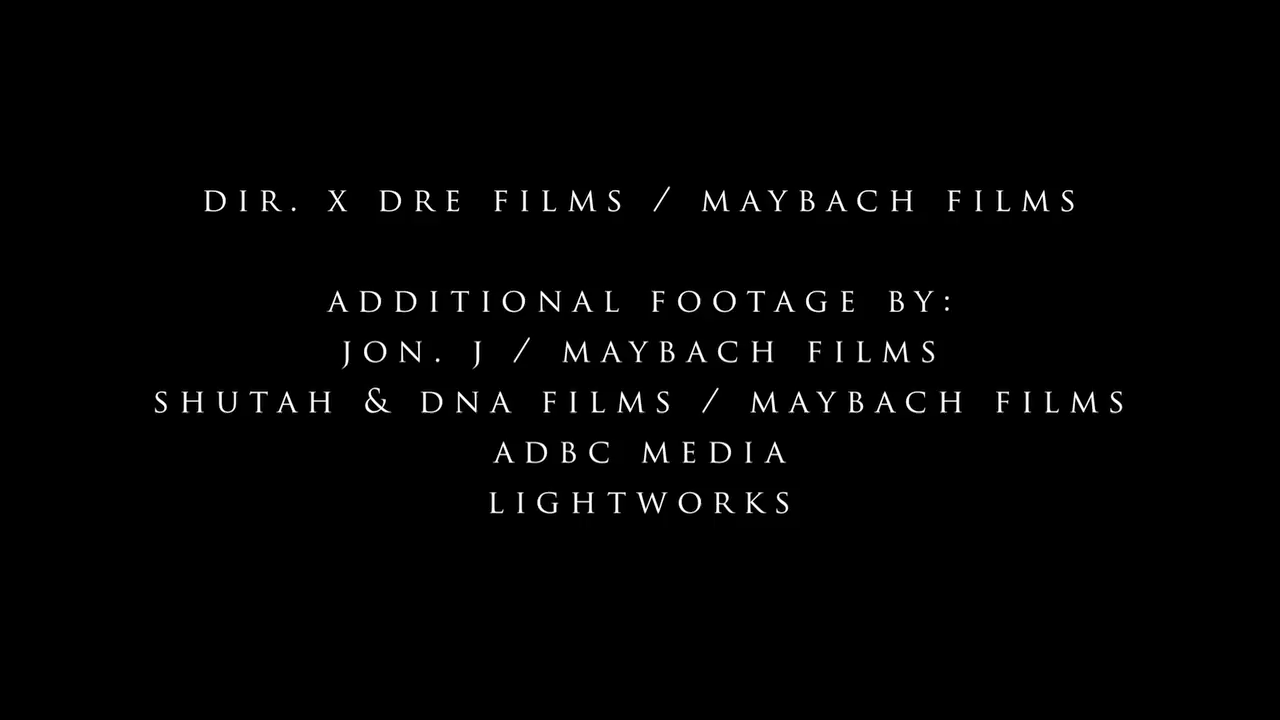 DIR. X DRE FILMS / MAYBACH FILMS
ADDITIONAL FOOTAGE BY:
JON. J / MAYBACH FILMS
SHUTAH & DNA FILMS / MAYBACH FILMS
ADBC MEDIA
LIGHTWORKS